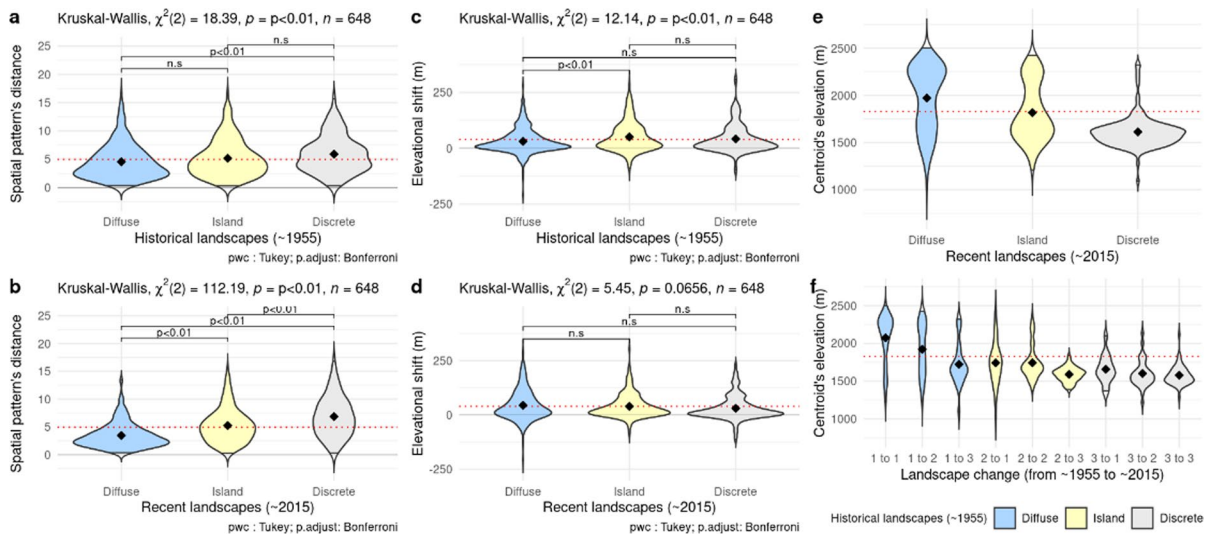 a
Kruskal-Wallis, χ²(2) = 18.39, p = p<0.01, n = 648
Spatial pattern's distance
25
20
15
10
5
0
n.s
p<0.01
n.s
Diffuse Island Discrete
Historical landscapes (~1955)
pwc : Tukey; p.adjust: Bonferroni
b
Kruskal-Wallis, χ²(2) = 112.19, p = p<0.01, n = 648
Spatial pattern's distance
25
20
15
10
5
0
p<0.01
p<0.01
p<0.01
Diffuse Island Discrete
Recent landscapes (~2015)
pwc : Tukey; p.adjust: Bonferroni
c
Kruskal-Wallis, χ²(2) = 12.14, p = p<0.01, n = 648
Elevational shift (m)
250
0
-250
n.s
n.s
p<0.01
Diffuse Island Discrete
Historical landscapes (~1955)
pwc : Tukey; p.adjust: Bonferroni
d
Kruskal-Wallis, χ²(2) = 5.45, p = 0.0656, n = 648
Elevational shift (m)
250
0
-250
n.s
n.s
n.s
Diffuse Island Discrete
Recent landscapes (~2015)
pwc : Tukey; p.adjust: Bonferroni
e
Centroid's elevation (m)
2500
2000
1500
1000
Diffuse Island Discrete
Recent landscapes (~2015)
f
Centroid's elevation (m)
2500
2000
1500
1000
1 to 1 1 to 2 1 to 3 2 to 1 2 to 2 2 to 3 3 to 1 3 to 2 3 to 3
Landscape change (from ~1955 to ~2015)
Historical landscapes (~1955) Diffuse Island Discrete